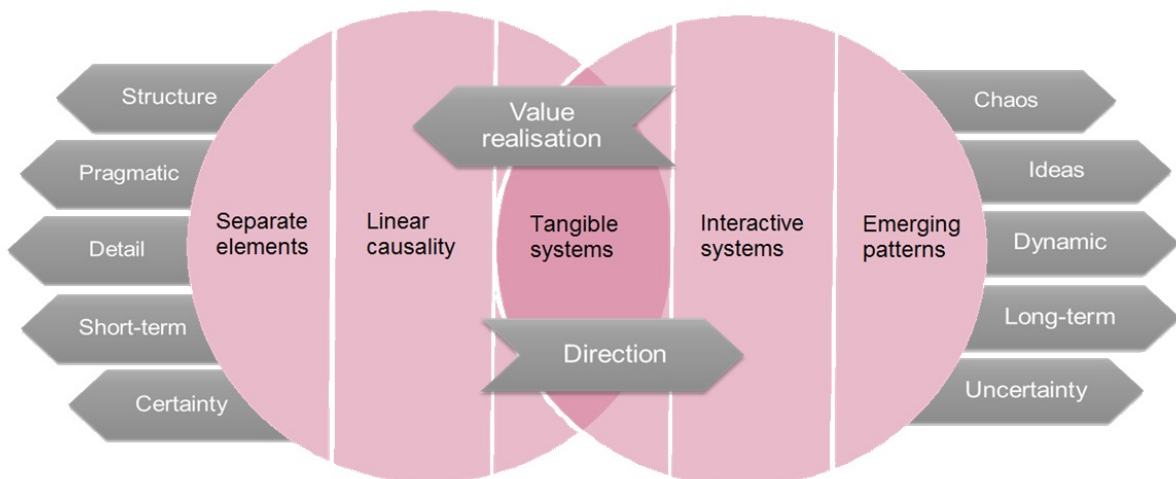 Structure
Pragmatic
Detail
Short-term
Certainty
Separate
elements
Linear
causality
Value
realisation
Tangible
systems
Direction
Interactive
systems
Emerging
patterns
Chaos
Ideas
Dynamic
Long-term
Uncertainty